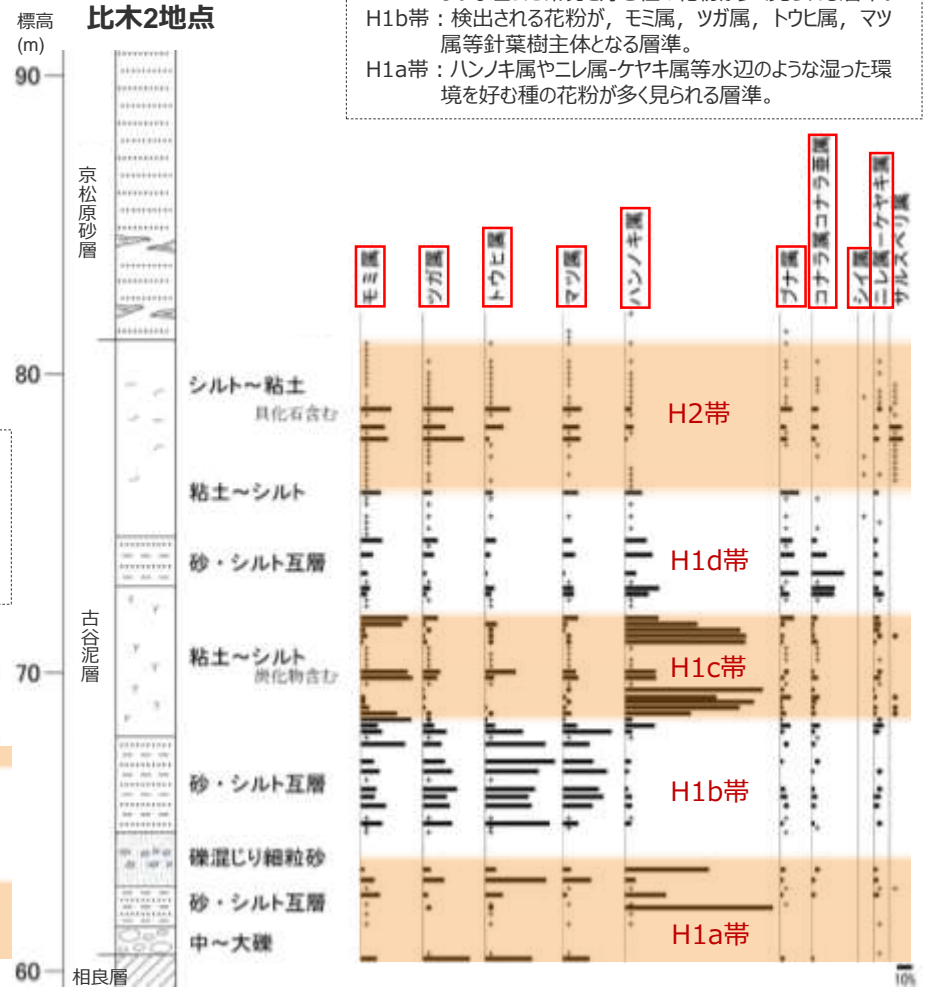 比木2地点
標高
(m)
H1b帯：検出される花粉が，モミ属，ツガ属，トウヒ属，マツ
属等針葉樹主体となる層準。
H1a帯：ハンノキ属やニレ属-ケヤキ属等水辺のような湿った環
境を好む種の花粉が多く見られる層準。
90
80
70
60
京松原砂層
古谷泥層
相良層
シルト～粘土
貝化石含む
粘土～シルト
砂・シルト互層
粘土～シルト
炭化物含む
砂・シルト互層
礫混じり細粒砂
砂・シルト互層
中～大礫
モミ属
ツガ属
トウヒ属
マツ属
ハンノキ属
ブナ属
コナラ属コナラ亜属
シイ属
ニレ属ーケヤキ属
サルスベリ属
H2帯
H1d帯
H1c帯
H1b帯
H1a帯
10%